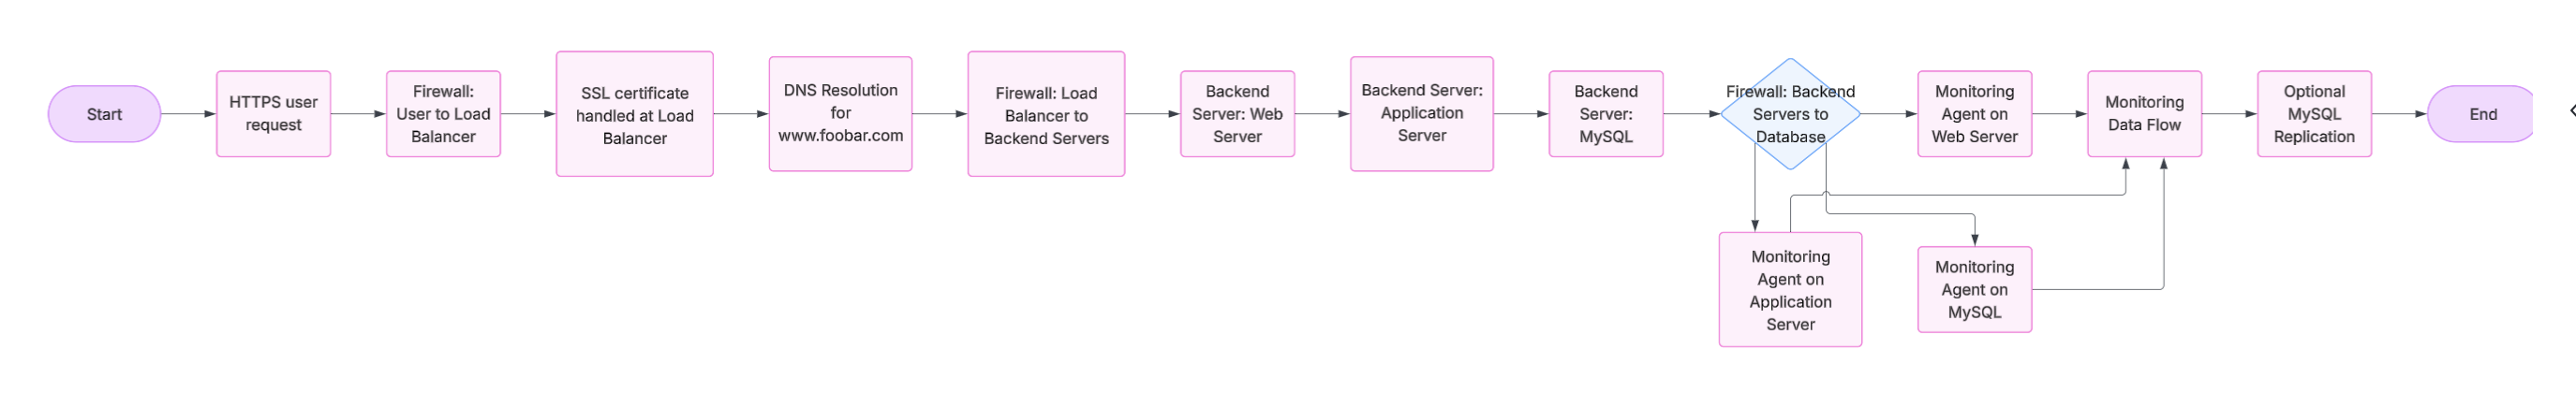 Start
HTTPS user
request
Firewall:
User to Load
Balancer
SSL certificate
handled at Load
Balancer
DNS Resolution
for
www.foobar.com
Firewall: Load
Balancer to
Backend Servers
Backend
Server: Web
Server
Backend Server:
Application
Server
Backend
Server:
MySQL
Firewall: Backend
Servers to
Database
Monitoring
Agent on
Web Server
Monitoring
Data Flow
Optional
MySQL
Replication
End
Monitoring
Agent on
Application
Server
Monitoring
Agent on
MySQL